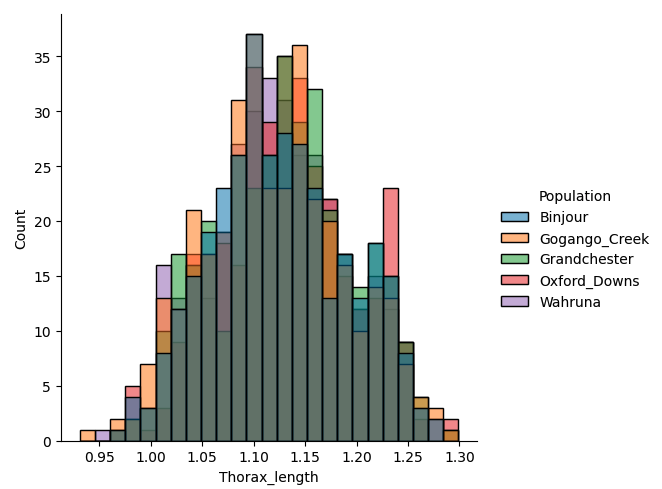 35
30
25
20
15
10
5
0
Count
0.95 1.00 1.05 1.10 1.15 1.20 1.25 1.30
Thorax_length
Population
Binjour
Gogango_Creek
Grandchester
Oxford_Downs
Wahruna